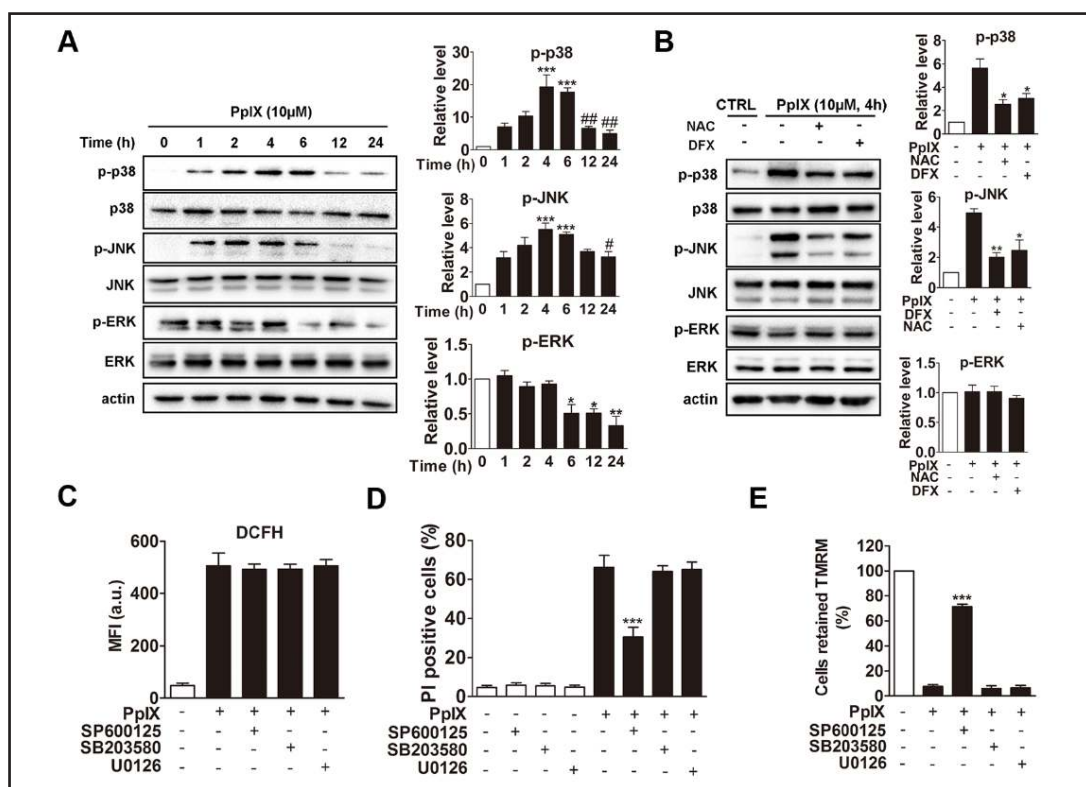 A
PpIX (10μM)
Time (h) 0 1 2 4 6 12 24
p-p38
p38
p-JNK
JNK
p-ERK
ERK
actin
p-p38
Relative level
30
20
10
0
*** *** ## ##
Time (h) 0 1 2 4 6 12 24
p-JNK
Relative level
8
6
4
2
0
*** *** #
Time (h) 0 1 2 4 6 12 24
p-ERK
Relative level
1.5
1.0
0.5
0.0
* * **
Time (h) 0 1 2 4 6 12 24
B
CTRL PpIX (10μM, 4h)
NAC - - + -
DFX - - - +
p-p38
p38
p-JNK
JNK
p-ERK
ERK
actin
p-p38
Relative level
8
6
4
2
0
* *
PpIX - + + +
NAC - - + -
DFX - - - +
p-JNK
Relative level
6
4
2
0
** *
PpIX - + + +
DFX - - + -
NAC - - - +
p-ERK
Relative level
1.5
1.0
0.5
0.0
PpIX - + + +
NAC - - + -
DFX - - - +
C
DCFH
MFI (a.u.)
600
400
200
0
PpIX - + + + +
SP600125 - - + - -
SB203580 - - - + -
U0126 - - - - +
D
PI positive cells (%)
80
60
40
20
0
***
PpIX - - - - + + + +
SP600125 - + - - - + - -
SB203580 - - + - - - + -
U0126 - - - + - - - +
E
Cells retained TMRM
(%)
120
100
80
60
40
20
0
***
PpIX - + + + +
SP600125 - - + - -
SB203580 - - - + -
U0126 - - - - +